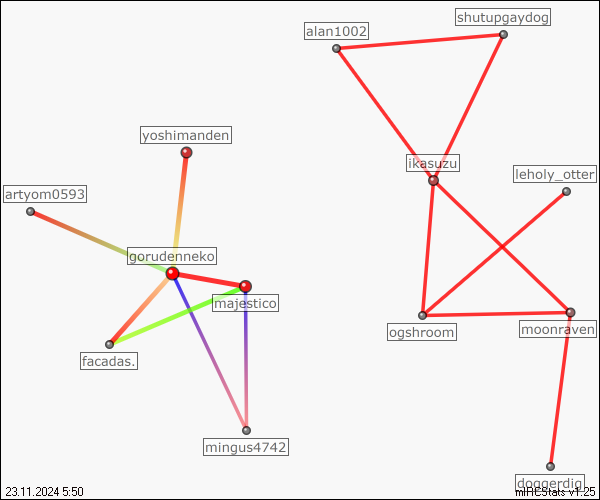 shutupgaydog
alan1002
yoshimanden
ikasuzu
leholy_otter
artyom0593
gorudenneko
majestico
moonraven
ogshroom
facadas.
mingus4742
doggerdig
23.11.2024 5:50
mIRCStats v1.25